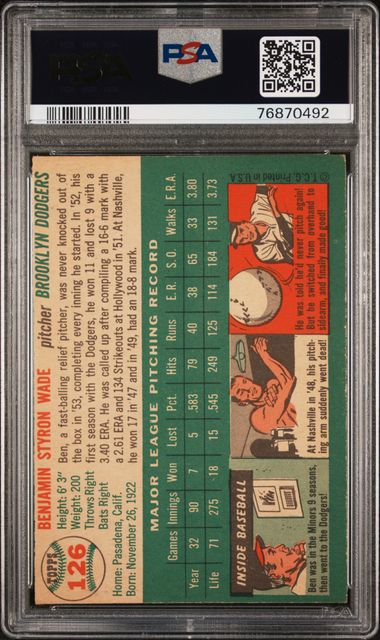 PSA
PSA
76870492
TOPPS
126
BENJAMIN STYRON WADE pitcher BROOKLYN DODGERS
Height: 6' 3"
Weight: 200
Throws Right
Bats Right
Home: Pasadena, Calif.
Born: November 26, 1922
Ben, a fast-balling relief pitcher, was never knocked out of
the box in '53, completing every inning he started. In '52, his
first season with the Dodgers, he won 11 and lost 9 with a
3.40 ERA. He was called up after compiling a 16-6 mark with
a 2.61 ERA and 134 Strikeouts at Hollywood in '51. At Nashville,
he won 17 in '47 and in '49, had an 18-8 mark.
MAJOR LEAGUE PITCHING RECORD
Games Innings Won Lost Pct. Hits Runs E.R. S.O. Walks E.R.A.
Year 32 90 7 5 .583 79 40 38 65 33 3.80
Life 71 275 18 15 .545 249 125 114 184 131 3.73
INSIDE BASEBALL
Ben was in the Minors 9 seasons,
then went to the Dodgers!
At Nashville in '48, his pitch-
ing arm suddenly went dead!
He was told he'd never pitch again!
But he switched from overhand to
sidearm, and finally made good!
© T.C.G. Printed in U.S.A.